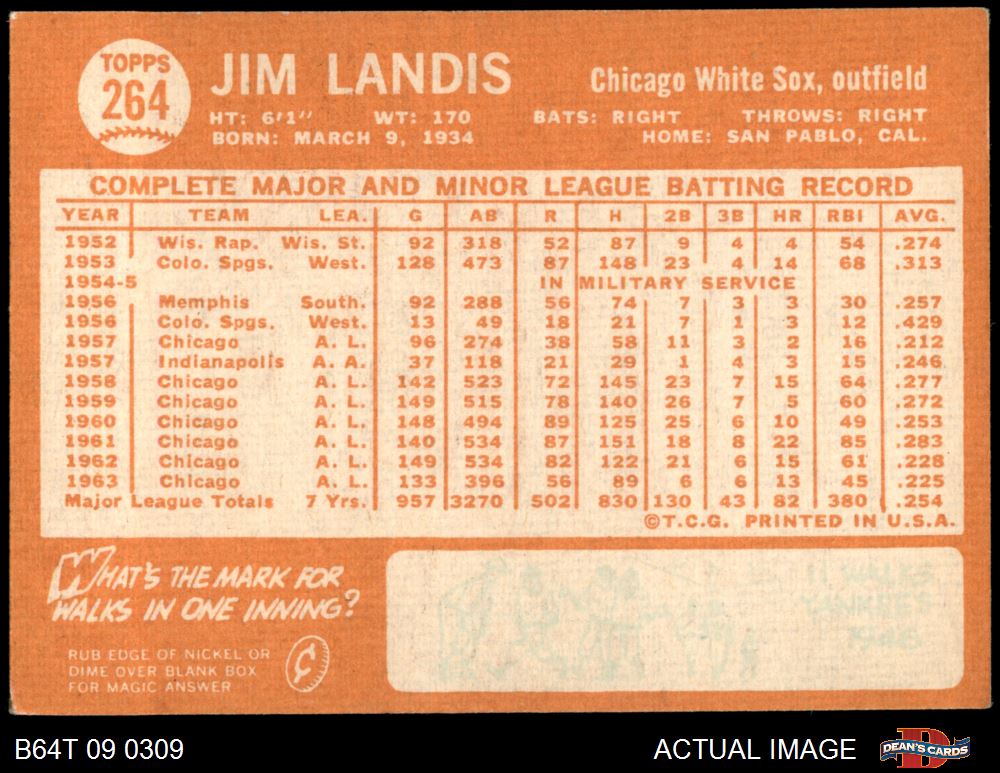 TOPPS
264
JIM LANDIS
Chicago White Sox, outfield
HT: 6'1" WT: 170 BATS: RIGHT THROWS: RIGHT
BORN: MARCH 9, 1934 HOME: SAN PABLO, CAL.
COMPLETE MAJOR AND MINOR LEAGUE BATTING RECORD
YEAR TEAM LEA. G AB R H 2B 3B HR RBI AVG.
1952 Wis. Rap. Wis. St. 92 318 52 87 9 4 4 54 .274
1953 Colo. Spgs. West. 128 473 87 148 23 4 14 68 .313
1954-5 IN MILITARY SERVICE
1956 Memphis South. 92 288 56 74 7 3 3 30 .257
1956 Colo. Spgs. West. 13 49 18 21 7 1 3 12 .429
1957 Chicago A. L. 96 274 38 58 11 3 2 16 .212
1957 Indianapolis A. A. 37 118 21 29 1 4 3 15 .246
1958 Chicago A. L. 142 523 72 145 23 7 15 64 .277
1959 Chicago A. L. 149 515 78 140 26 7 5 60 .272
1960 Chicago A. L. 148 494 89 125 25 6 10 49 .253
1961 Chicago A. L. 140 534 87 151 18 8 22 85 .283
1962 Chicago A. L. 149 534 82 122 21 6 15 61 .228
1963 Chicago A. L. 133 396 56 89 6 6 13 45 .225
Major League Totals 7 Yrs. 957 3270 502 830 130 43 82 380 .254
©T.C.G. PRINTED IN U.S.A.
WHAT'S THE MARK FOR
WALKS IN ONE INNING?
RUB EDGE OF NICKEL OR
DIME OVER BLANK BOX
FOR MAGIC ANSWER
¢
11 WALKS
YANKEES
B64T 09 0309
ACTUAL IMAGE
DEAN'S CARDS